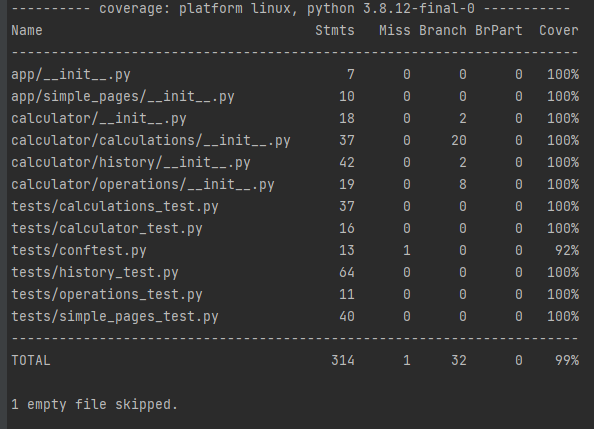 ---------- coverage: platform linux, python 3.8.12-final-0 -----------
Name                                  Stmts   Miss Branch BrPart  Cover
-----------------------------------------------------------------------
app/__init__.py                           7      0      0      0   100%
app/simple_pages/__init__.py             10      0      0      0   100%
calculator/__init__.py                   18      0      2      0   100%
calculator/calculations/__init__.py      37      0     20      0   100%
calculator/history/__init__.py           42      0      2      0   100%
calculator/operations/__init__.py        19      0      8      0   100%
tests/calculations_test.py               37      0      0      0   100%
tests/calculator_test.py                 16      0      0      0   100%
tests/conftest.py                        13      1      0      0    92%
tests/history_test.py                    64      0      0      0   100%
tests/operations_test.py                 11      0      0      0   100%
tests/simple_pages_test.py               40      0      0      0   100%
-----------------------------------------------------------------------
TOTAL                                   314      1     32      0    99%

1 empty file skipped.